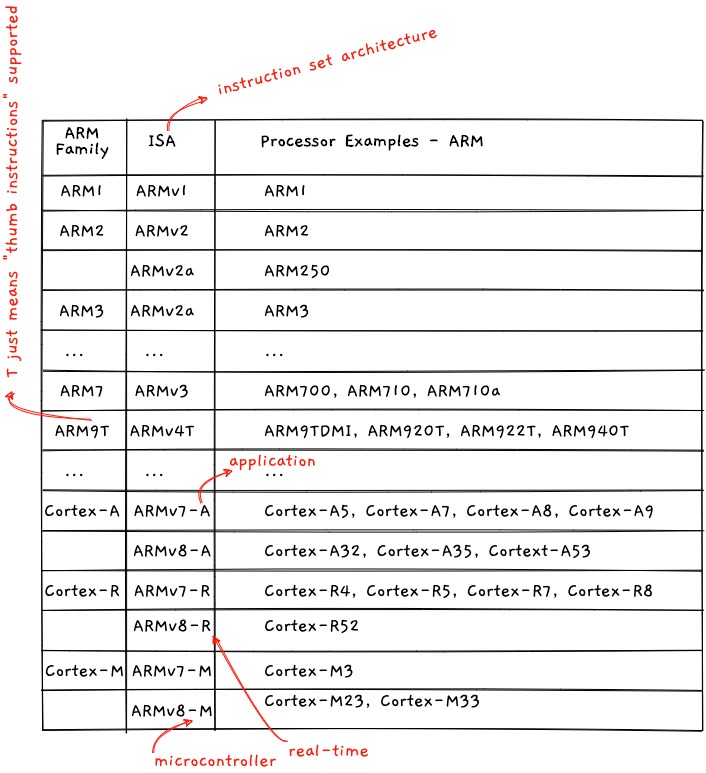 T just means "thumb instructions" supported
instruction set architecture
ARM Family ISA Processor Examples - ARM
ARM1 ARMv1 ARM1
ARM2 ARMv2 ARM2
ARMv2a ARM250
ARM3 ARMv2a ARM3
... ... ...
ARM7 ARMv3 ARM700, ARM710, ARM710a
ARM9T ARMv4T ARM9TDMI, ARM920T, ARM922T, ARM940T
application
... ... ...
Cortex-A ARMv7-A Cortex-A5, Cortex-A7, Cortex-A8, Cortex-A9
ARMv8-A Cortex-A32, Cortex-A35, Cortext-A53
Cortex-R ARMv7-R Cortex-R4, Cortex-R5, Cortex-R7, Cortex-R8
ARMv8-R Cortex-R52
Cortex-M ARMv7-M Cortex-M3
ARMv8-M Cortex-M23, Cortex-M33
microcontroller
real-time